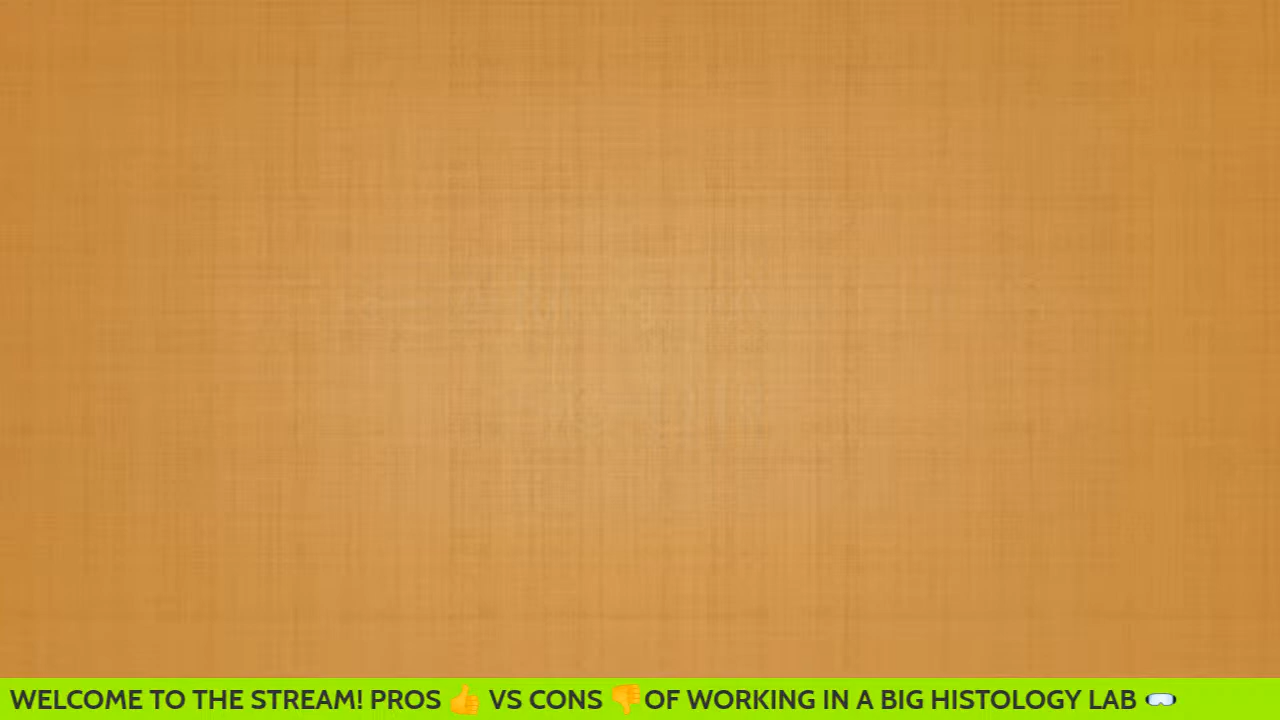 WELCOME TO THE STREAM! PROS 👍 VS CONS 👎OF WORKING IN A BIG HISTOLOGY LAB 🥽